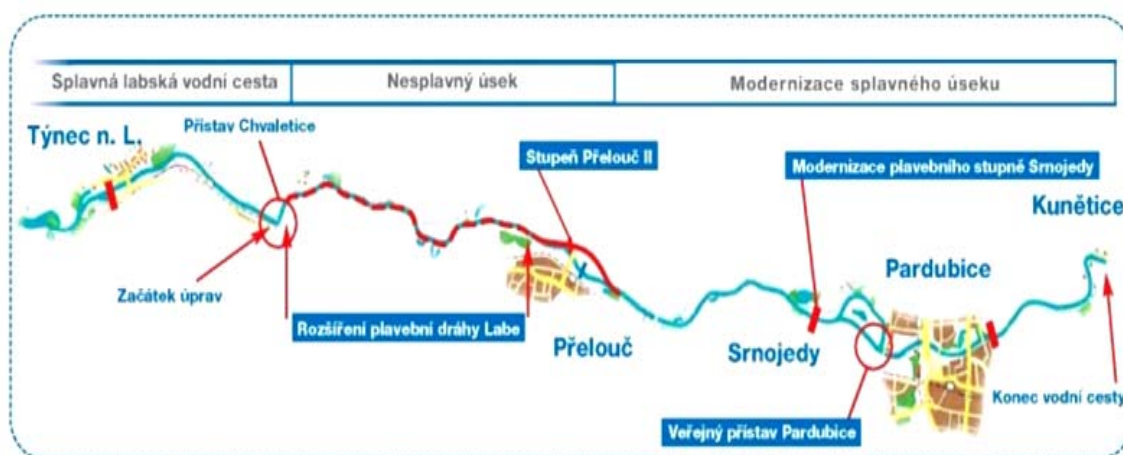 Splavná labská vodní cesta
Nesplavný úsek
Modernizace splavného úseku
Týnec n. L.
Přístav Chvaletice
Stupeň Přelouč II
Modernizace plavebního stupně Srnojedy
Kunětice
Pardubice
Začátek úprav
Rozšíření plavební dráhy Labe
Přelouč
Srnojedy
Konec vodní cesty
Veřejný přístav Pardubice